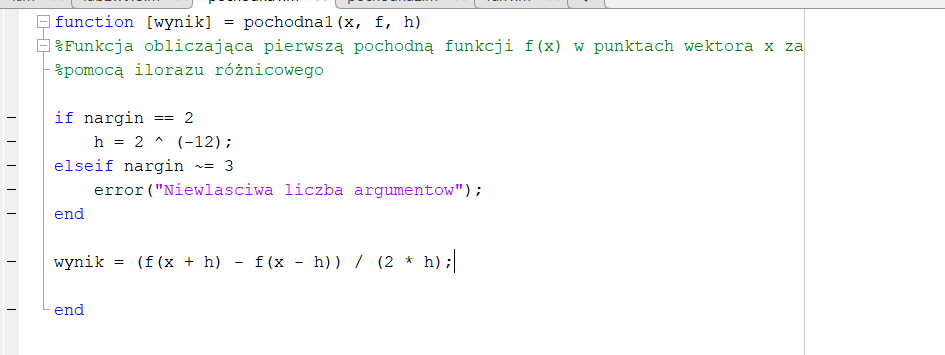 function [wynik] = pochodna1(x, f, h)
%Funkcja obliczająca pierwszą pochodną funkcji f(x) w punktach wektora x za
%pomocą ilorazu różnicowego
if nargin == 2
h = 2 ^ (-12);
elseif nargin ~= 3
error("Niewlasciwa liczba argumentow");
end
wynik = (f(x + h) - f(x - h)) / (2 * h);
end